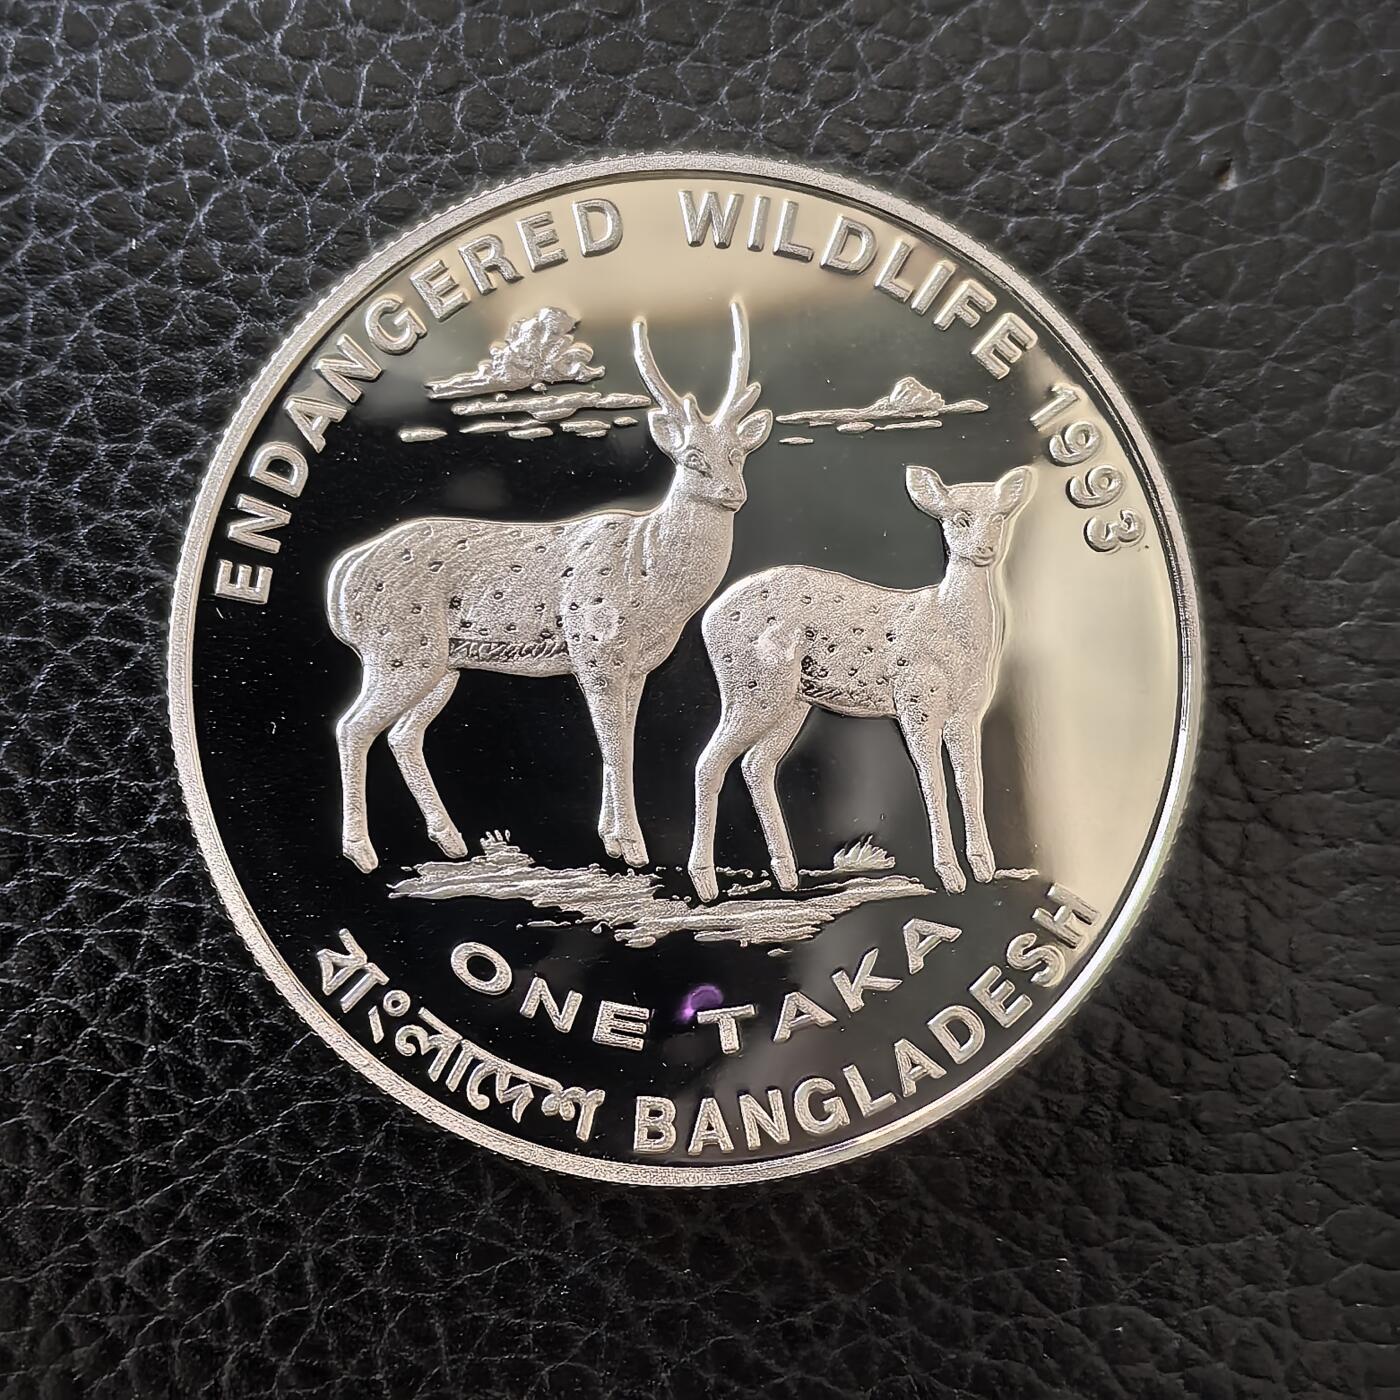 ENDANGERED WILDLIFE 1993
ONE TAKA
বাংলাদেশ BANGLADESH